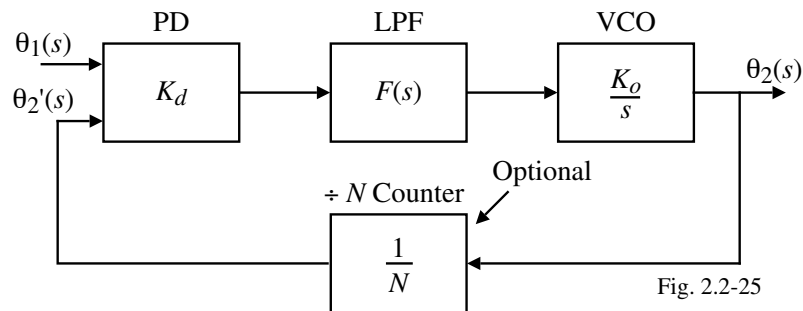 PD
LPF
VCO
θ1(s)
θ2'(s)
Kd
F(s)
Ko
s
θ2(s)
÷ N Counter
Optional
1
N
Fig. 2.2-25